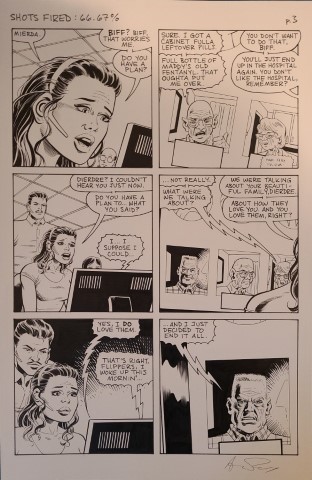 SHOTS FIRED: 66.67%
P.3
MIERDA.
BIFF? BIFF,
THAT WORRIES
ME.
DO YOU
HAVE A
PLAN?
SURE. I GOT A
CABINET FULLA
LEFTOVER PILLS.
FULL BOTTLE OF
MADDY'S OLD
FENTANYL. THAT
OUGHTA PUT
ME OVER.
YOU DON'T WANT
TO DO THAT,
BIFF.
YOU'LL JUST END
UP IN THE HOSPITAL
AGAIN. YOU DON'T
LIKE THE HOSPITAL,
REMEMBER?
DIERDRE? I COULDN'T
HEAR YOU JUST NOW.
DO YOU HAVE A
PLAN TO... WHAT
YOU SAID?
I... I
SUPPOSE I
COULD...
...NOT REALLY.
WHAT WERE
WE TALKING
ABOUT?
WE WERE TALKING
ABOUT YOUR BEAUTI-
FUL FAMILY, DIERDRE.
ABOUT HOW THEY
LOVE YOU AND YOU
LOVE THEM, RIGHT?
YES, I DO
LOVE THEM.
THAT'S RIGHT,
FLIPPERS, I
WOKE UP THIS
MORNIN'
AND I JUST
DECIDED TO
END IT ALL.